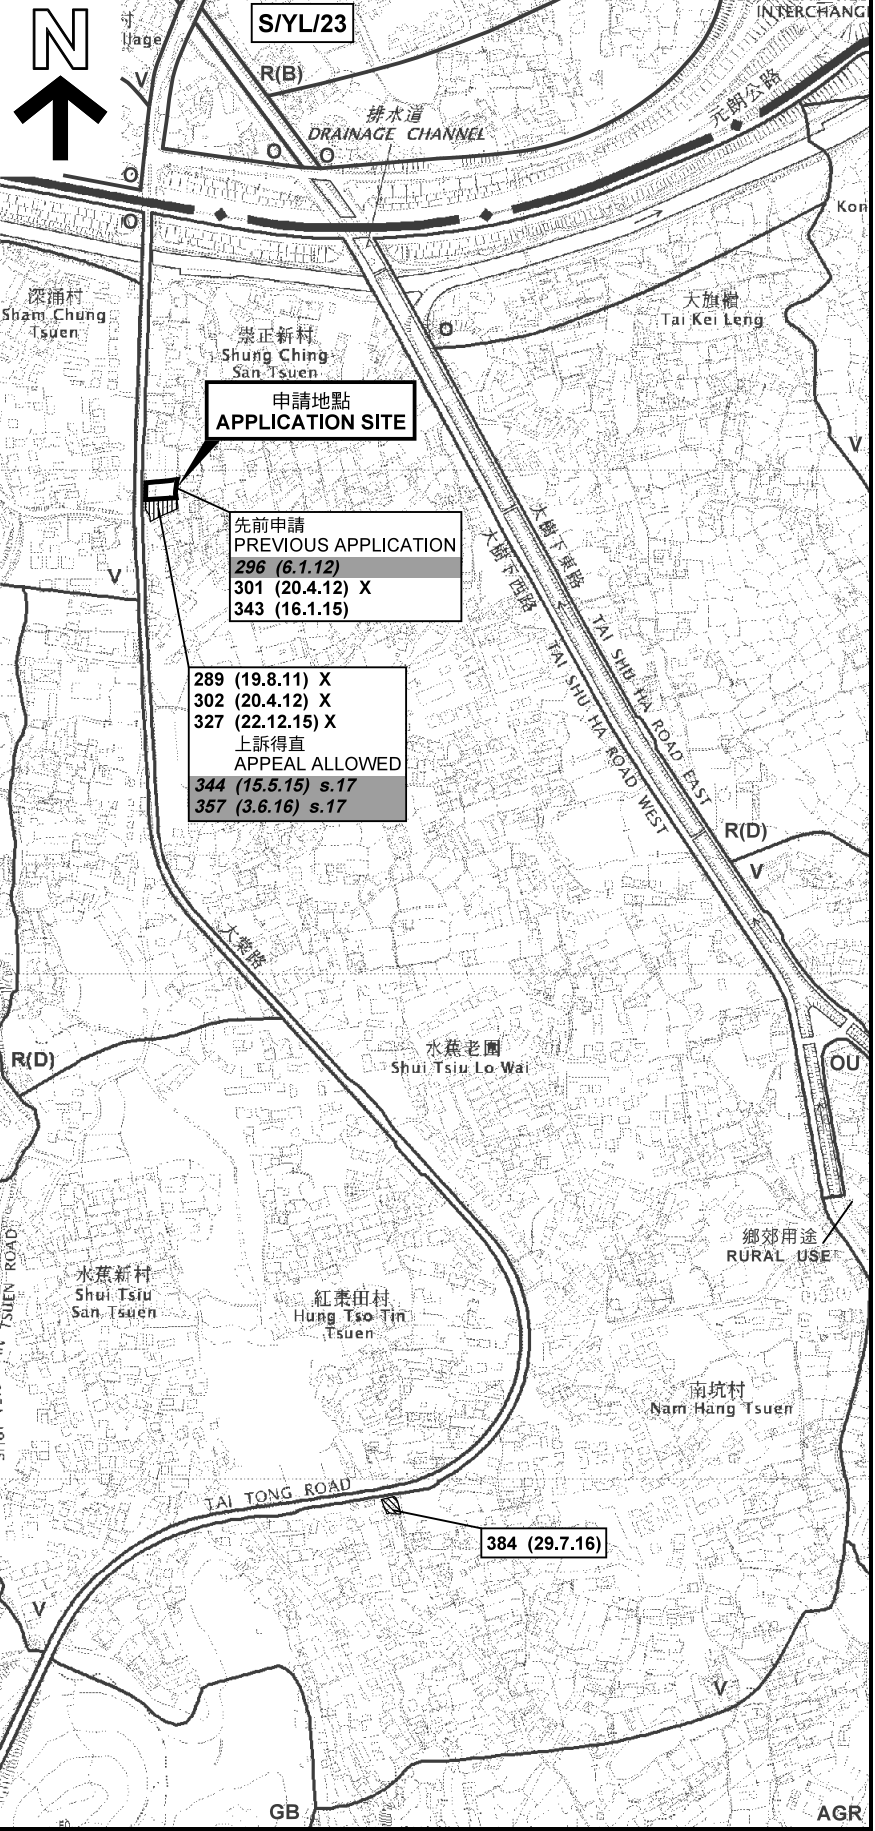 N
S/YL/23
INTERCHANG
村
llage
V
R(B)
排水道
DRAINAGE CHANNEL
元朗公路
O
O
O
O
Kon
深涌村
Sham Chung
Tsuen
崇正新村
Shung Ching
San Tsuen
大旗嶺
Tai Kei Leng
O
申請地點
APPLICATION SITE
V
先前申請
PREVIOUS APPLICATION
296 (6.1.12)
301 (20.4.12) X
343 (16.1.15)
大樹下東路
大樹下西路
V
TAI SHU HA ROAD EAST
TAI SHU HA ROAD WEST
289 (19.8.11) X
302 (20.4.12) X
327 (22.12.15) X
上訴得直
APPEAL ALLOWED
344 (15.5.15) s.17
357 (3.6.16) s.17
R(D)
V
大棠路
水蕉老圍
Shui Tsiu Lo Wai
R(D)
OU
鄉郊用途
RURAL USE
TSUEN ROAD
水蕉新村
Shui Tsiu
San Tsuen
紅棗田村
Hung Tso Tin
Tsuen
南坑村
Nam Hang Tsuen
TAI TONG ROAD
384 (29.7.16)
V
V
GB
AGR